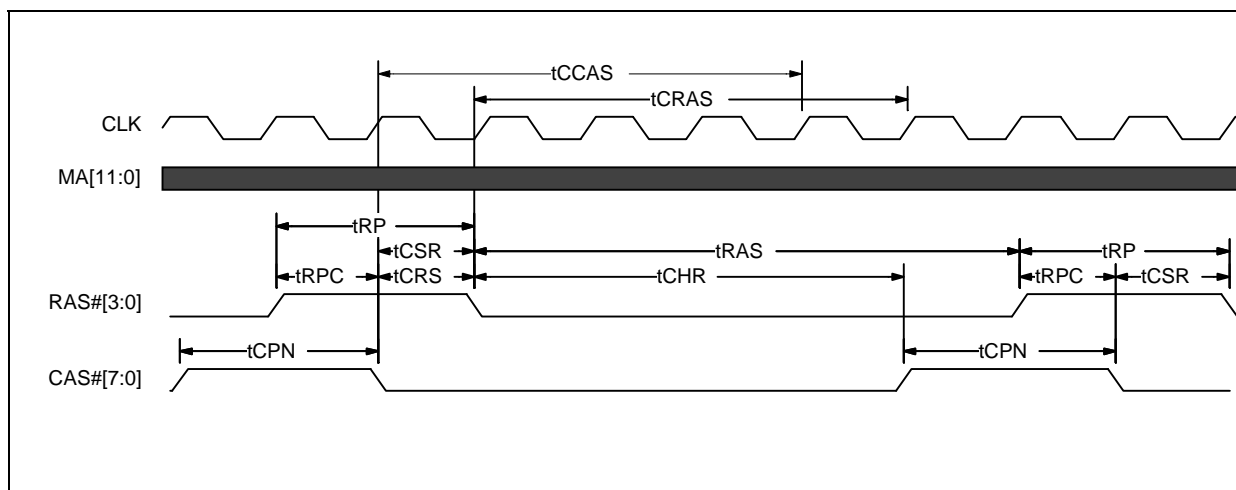 tCCAS
tCRAS
CLK
MA[11:0]
tRP
tCSR tRAS tRP
tRPC tCRS tCHR tRPC tCSR
RAS#[3:0]
tCPN tCPN
CAS#[7:0]